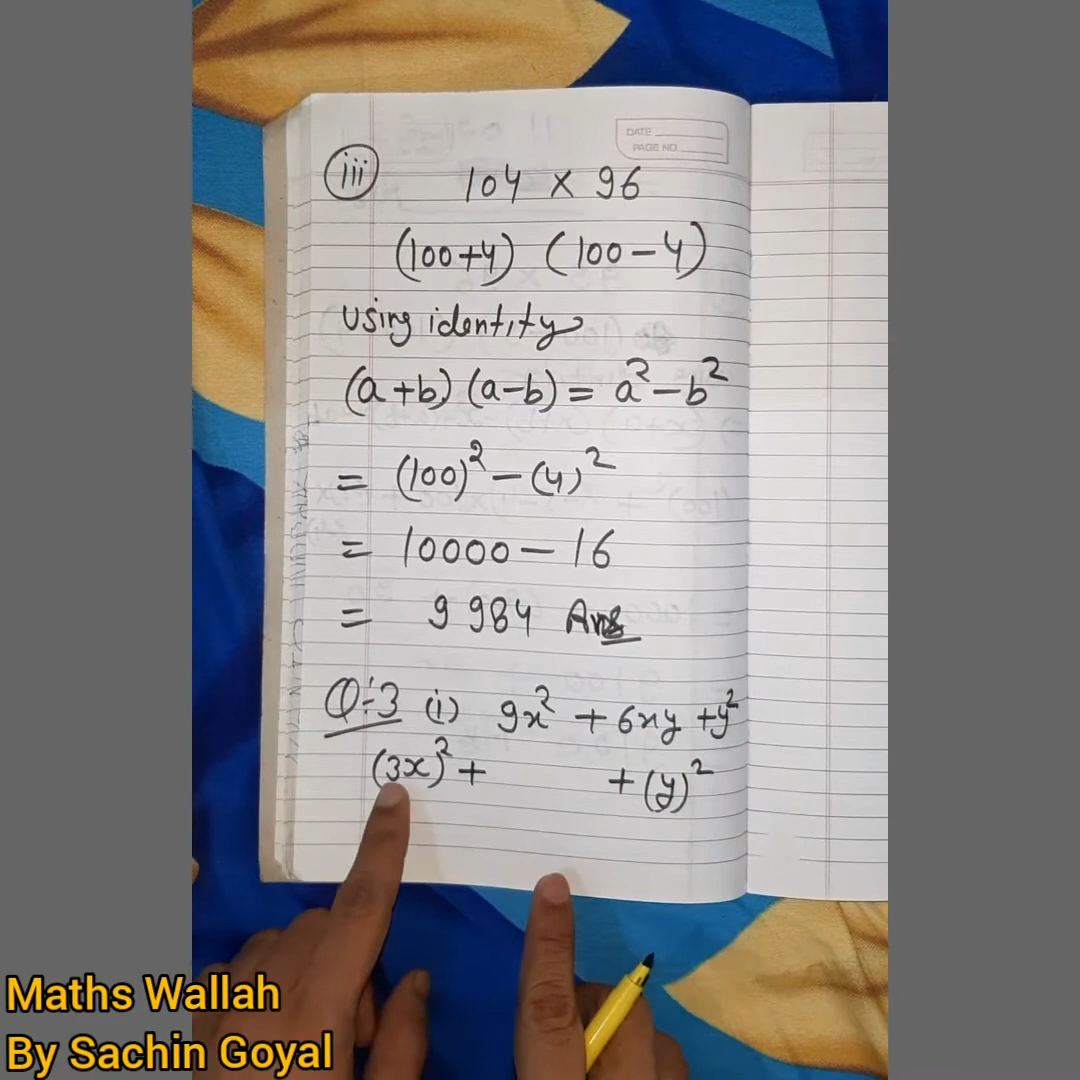 DATE
PAGE NO
iii
104 × 96
(100+4) (100-4)
using identity
(a+b) (a-b) = a² - b²
= (100)² - (4)²
= 10000 - 16
= 9984 Ans
Q:-3 (i) 9x² + 6xy + y²
(3x)² + + (y)²
Maths Wallah
By Sachin Goyal